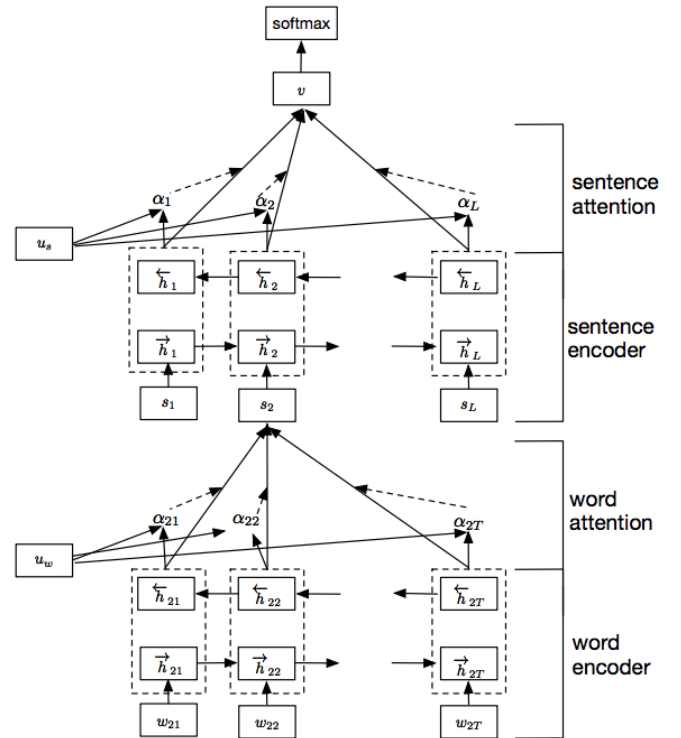 softmax
v
α1 α2 αL
sentence
attention
us
←h1 ←h2 ←hL
→h1 →h2 →hL
sentence
encoder
s1 s2 sL
α21 α22 α2T
word
attention
uw
←h21 ←h22 ←h2T
→h21 →h22 →h2T
word
encoder
w21 w22 w2T